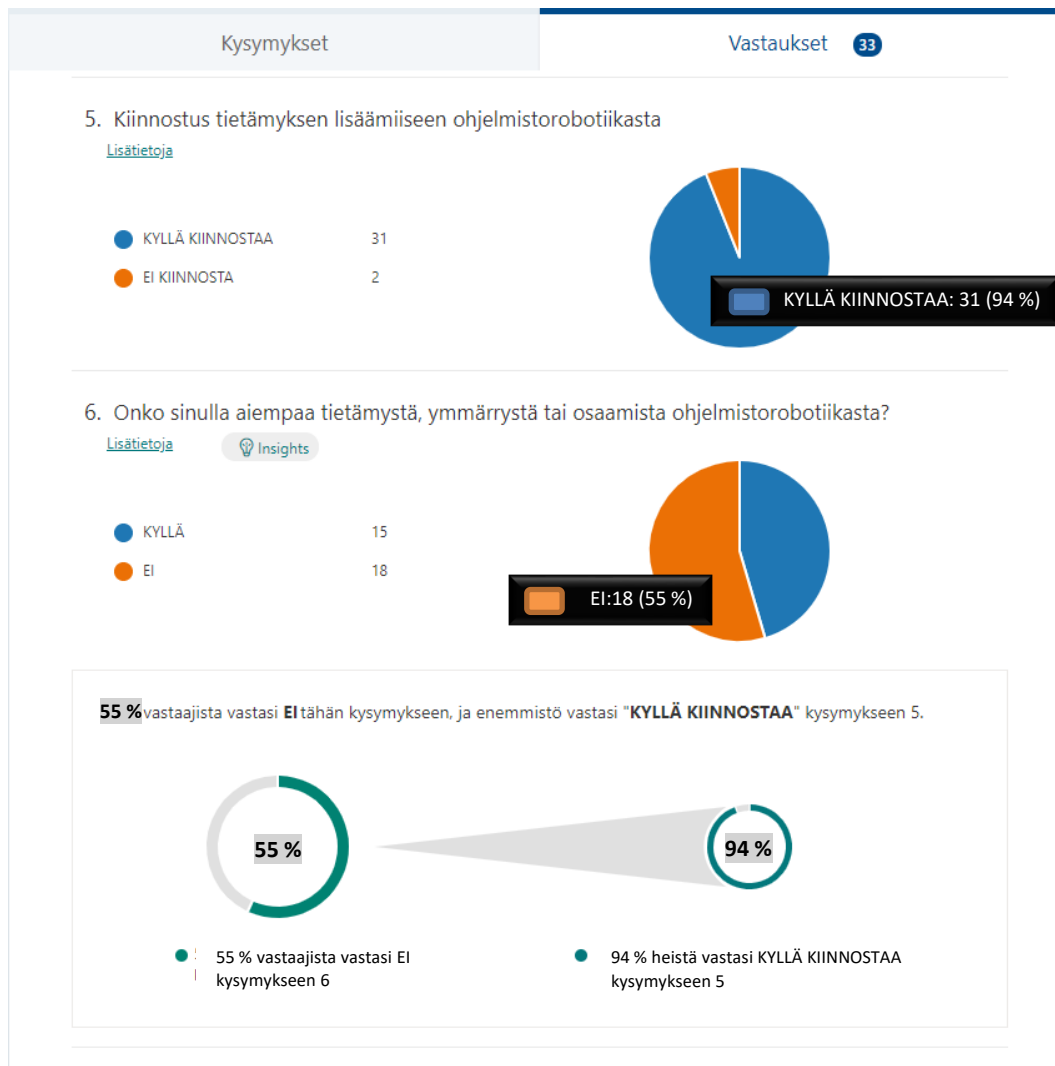 Kysymykset
Vastaukset 33
5. Kiinnostus tietämyksen lisäämiiseen ohjelmistorobotiikasta
Lisätietoja
KYLLÄ KIINNOSTAA 31
EI KIINNOSTA 2
KYLLÄ KIINNOSTAA: 31 (94 %)
6. Onko sinulla aiempaa tietämystä, ymmärrystä tai osaamista ohjelmistorobotiikasta?
Lisätietoja Insights
KYLLÄ 15
EI 18
EI:18 (55 %)
55 % vastaajista vastasi EI tähän kysymykseen, ja enemmistö vastasi "KYLLÄ KIINNOSTAA" kysymykseen 5.
55 %
94 %
55 % vastaajista vastasi EI
kysymykseen 6
94 % heistä vastasi KYLLÄ KIINNOSTAA
kysymykseen 5